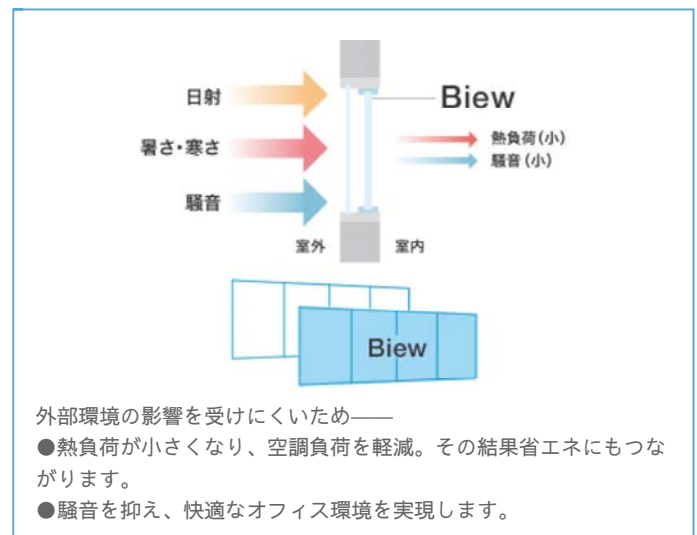 日射
Biew
暑さ・寒さ
熱負荷(小)
騒音(小)
騒音
室外
室内
Biew
外部環境の影響を受けにくいため――
●熱負荷が小さくなり、空調負荷を軽減。その結果省エネにもつな
がります。
●騒音を抑え、快適なオフィス環境を実現します。